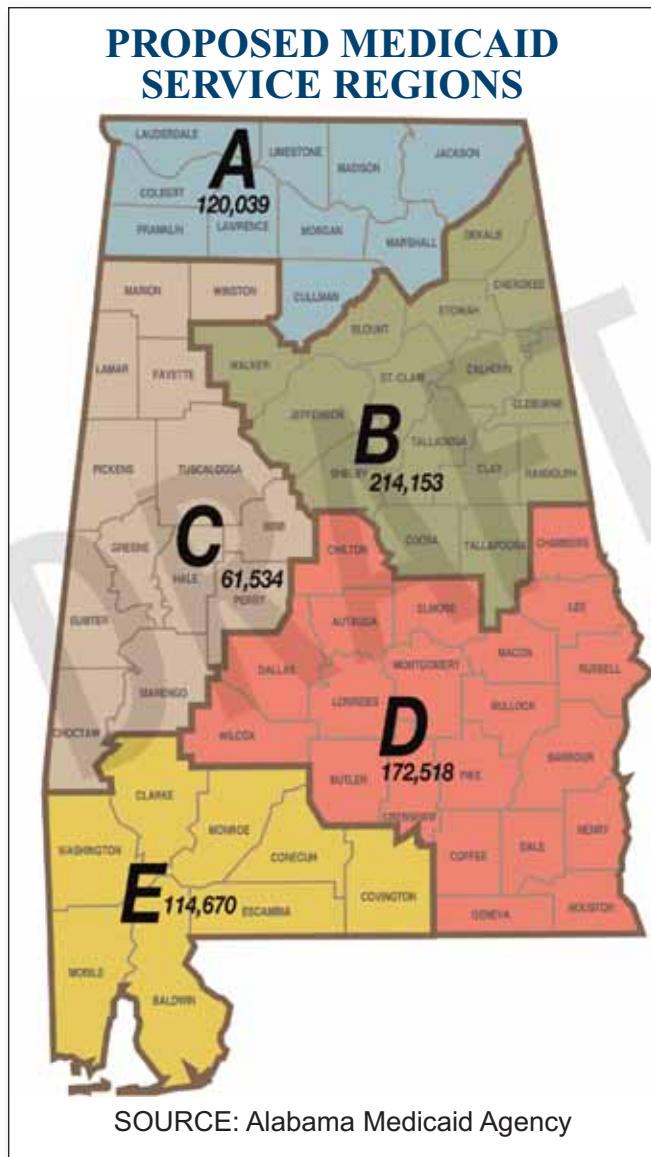 PROPOSED MEDICAID
SERVICE REGIONS
A
120,039
LAUDERDALE
LIMESTONE
MADISON
JACKSON
COLBERT
FRANKLIN
LAWRENCE
MORGAN
MARSHALL
CULLMAN
B
214,153
DEKALB
CHEROKEE
ETOWAH
BLOUNT
WALKER
ST. CLAIR
CALHOUN
JEFFERSON
CLEBURNE
TALLADEGA
SHELBY
CLAY
RANDOLPH
COOSA
TALLAPOOSA
C
61,534
MARION
WINSTON
LAMAR
FAYETTE
PICKENS
TUSCALOOSA
BIBB
GREENE
HALE
PERRY
SUMTER
MARENGO
CHOCTAW
D
172,518
CHILTON
CHAMBERS
AUTAUGA
ELMORE
LEE
MACON
MONTGOMERY
RUSSELL
DALLAS
LOWNDES
BULLOCK
WILCOX
BUTLER
PIKE
BARBOUR
CRENSHAW
HENRY
COFFEE
DALE
GENEVA
HOUSTON
E
114,670
CLARKE
MONROE
WASHINGTON
CONECUH
ESCAMBIA
COVINGTON
MOBILE
BALDWIN
DRAFT
SOURCE: Alabama Medicaid Agency